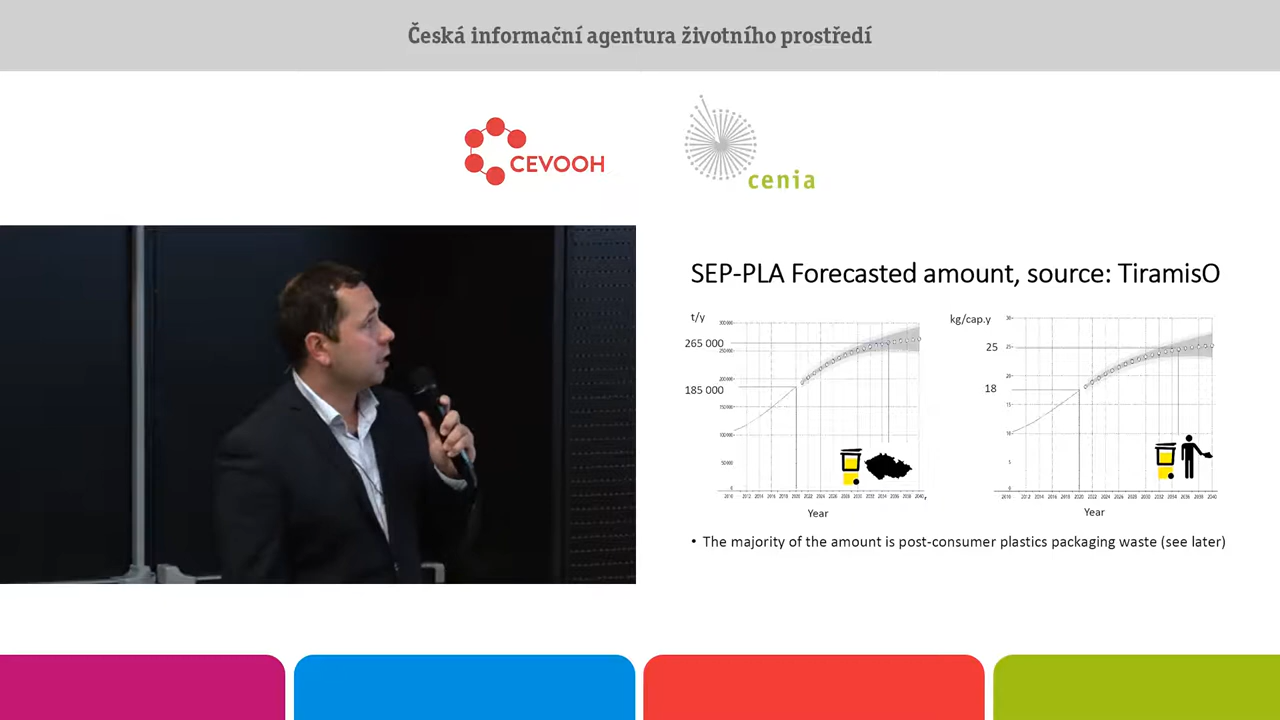 Česká informační agentura životního prostředí
CEVOOH
cenia
SEP-PLA Forecasted amount, source: TiramisO
t/y
265 000
185 000
Year
kg/cap.y
25
18
Year
• The majority of the amount is post-consumer plastics packaging waste (see later)